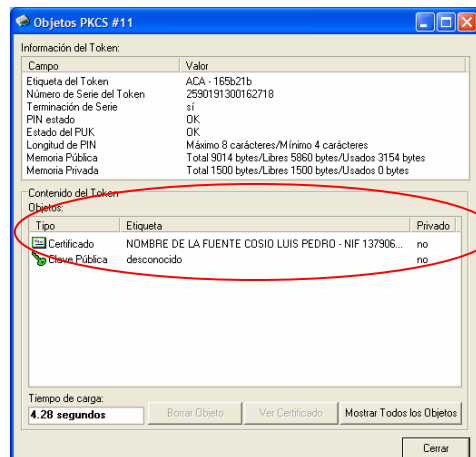 Objetos PKCS #11
Información del Token:
Campo Valor
Etiqueta del Token ACA - 165b21b
Número de Serie del Token 2590191300162718
Terminación de Serie sí
PIN estado OK
Estado del PUK OK
Longitud de PIN Máximo 8 carácteres/Mínimo 4 carácteres
Memoria Pública Total 9014 bytes/Libres 5860 bytes/Usados 3154 bytes
Memoria Privada Total 1500 bytes/Libres 1500 bytes/Usados 0 bytes
Contenido del Token
Objetos:
Tipo Etiqueta Privado
Certificado NOMBRE DE LA FUENTE COSIO LUIS PEDRO - NIF 137906... no
Clave Pública desconocido no
Tiempo de carga:
4.28 segundos Borrar Objeto Ver Certificado Mostrar Todos los Objetos
Cerrar